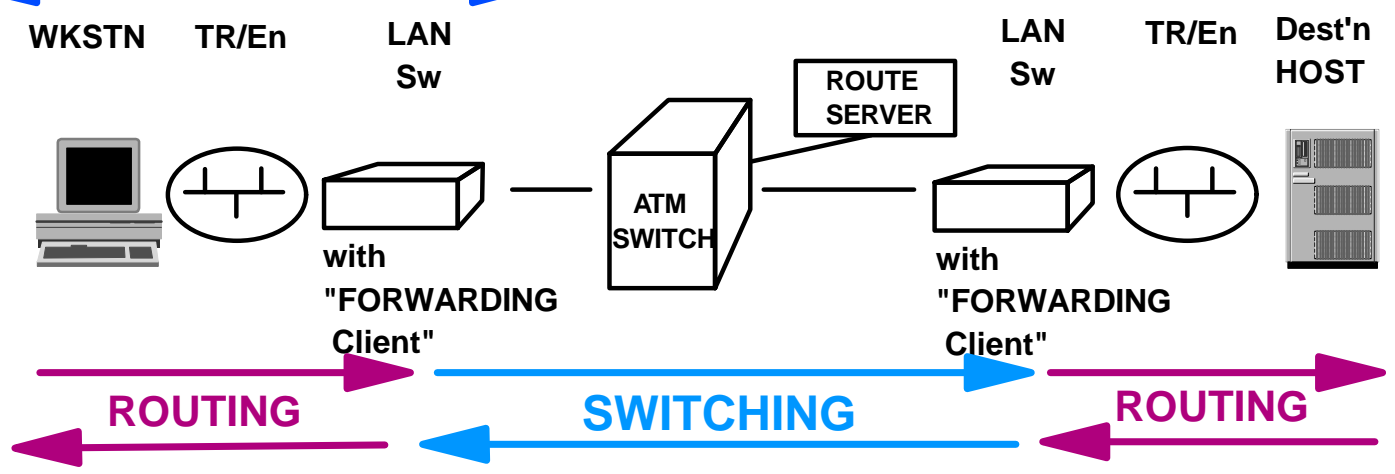 WKSTN
TR/En
LAN
Sw
ROUTE
SERVER
LAN
Sw
TR/En
Dest'n
HOST
ATM
SWITCH
with
"FORWARDING
Client"
with
"FORWARDING
Client"
ROUTING
SWITCHING
ROUTING